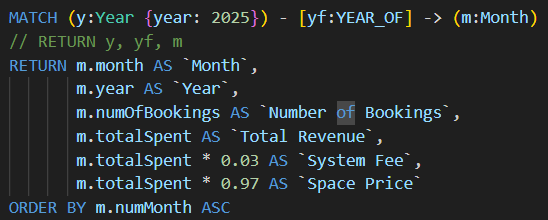 MATCH (y:Year {year: 2025}) - [yf:YEAR_OF] -> (m:Month)
// RETURN y, yf, m
RETURN m.month AS `Month`,
m.year AS `Year`,
m.numOfBookings AS `Number of Bookings`,
m.totalSpent AS `Total Revenue`,
m.totalSpent * 0.03 AS `System Fee`,
m.totalSpent * 0.97 AS `Space Price`
ORDER BY m.numMonth ASC